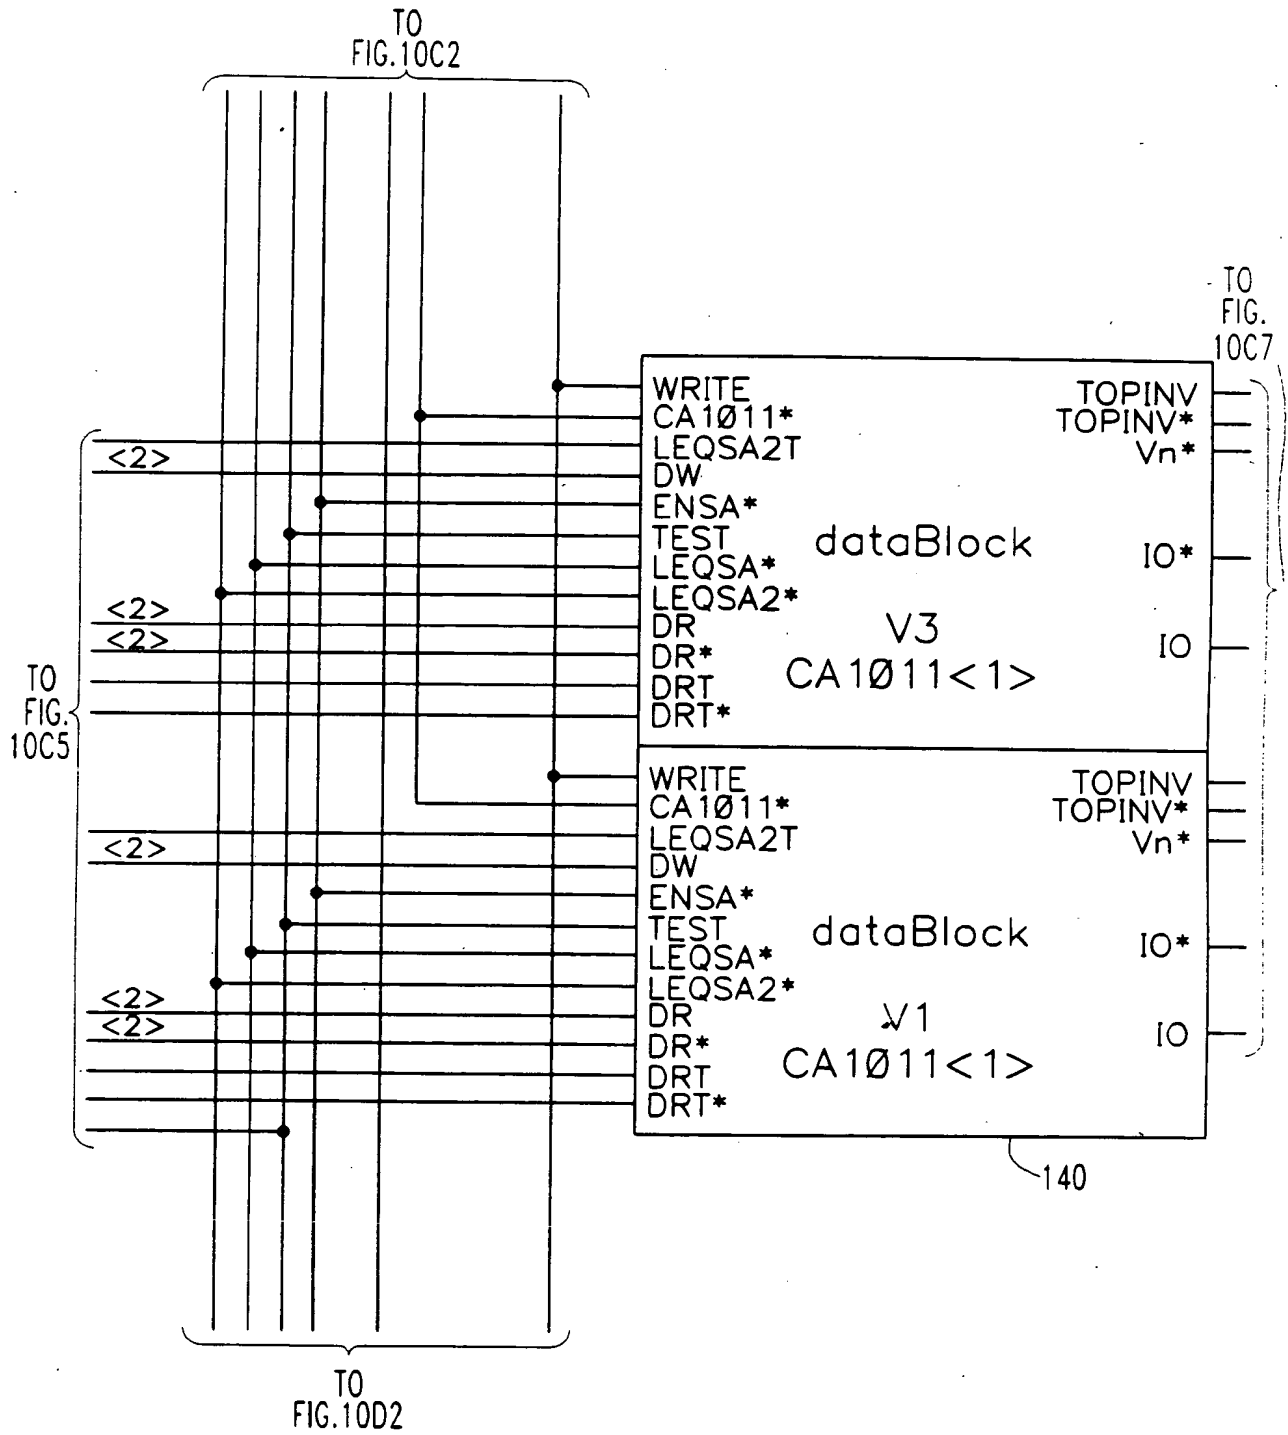 TO
FIG.10C2
TO
FIG.
10C7
WRITE
CA1Ø11*
LEQSA2T
DW
ENSA*
TEST
LEQSA*
LEQSA2*
DR
DR*
DRT
DRT*
dataBlock
V3
CA1Ø11<1>
TOPINV
TOPINV*
Vn*
IO*
IO
<2>
<2>
<2>
TO
FIG.
10C5
WRITE
CA1Ø11*
LEQSA2T
DW
ENSA*
TEST
LEQSA*
LEQSA2*
DR
DR*
DRT
DRT*
dataBlock
V1
CA1Ø11<1>
TOPINV
TOPINV*
Vn*
IO*
IO
<2>
<2>
<2>
140
TO
FIG.10D2